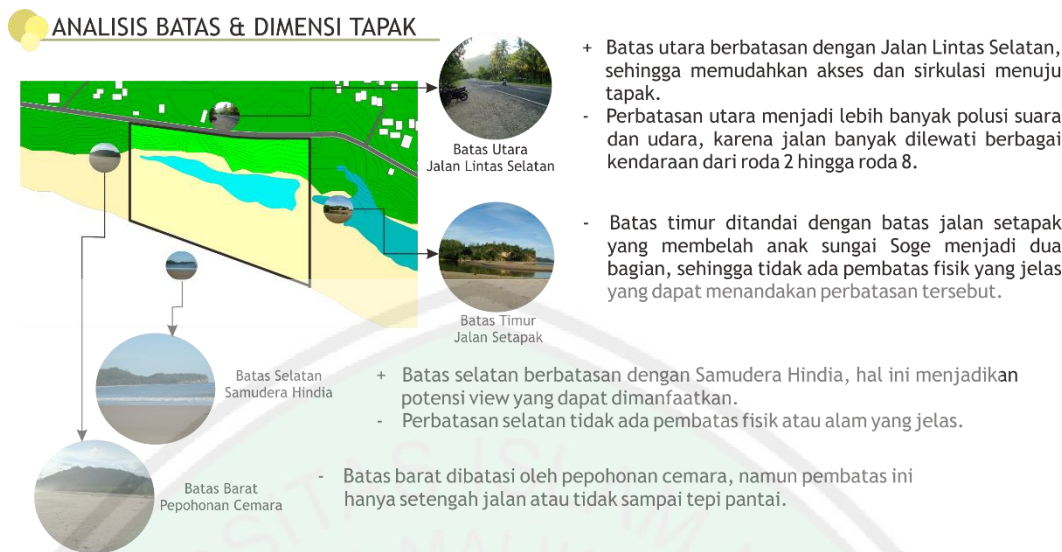 ANALISIS BATAS & DIMENSI TAPAK
Batas Utara
Jalan Lintas Selatan
+ Batas utara berbatasan dengan Jalan Lintas Selatan,
sehingga memudahkan akses dan sirkulasi menuju
tapak.
- Perbatasan utara menjadi lebih banyak polusi suara
dan udara, karena jalan banyak dilewati berbagai
kendaraan dari roda 2 hingga roda 8.
Batas Timur
Jalan Setapak
- Batas timur ditandai dengan batas jalan setapak
yang membelah anak sungai Soge menjadi dua
bagian, sehingga tidak ada pembatas fisik yang jelas
yang dapat menandakan perbatasan tersebut.
Batas Selatan
Samudera Hindia
+ Batas selatan berbatasan dengan Samudera Hindia, hal ini menjadikan
potensi view yang dapat dimanfaatkan.
- Perbatasan selatan tidak ada pembatas fisik atau alam yang jelas.
Batas Barat
Pepohonan Cemara
- Batas barat dibatasi oleh pepohonan cemara, namun pembatas ini
hanya setengah jalan atau tidak sampai tepi pantai.